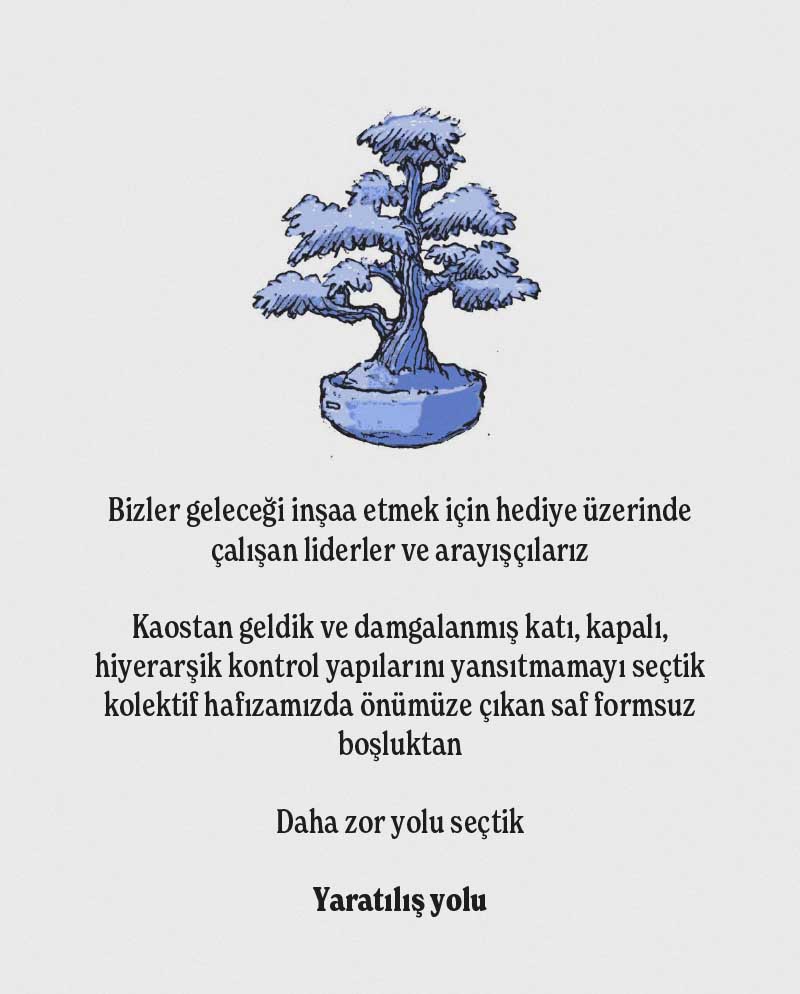 Bizler geleceği inşaa etmek için hediye üzerinde
çalışan liderler ve arayışçılarız
Kaostan geldik ve damgalanmış katı, kapalı,
hiyerarşik kontrol yapılarını yansıtmamayı seçtik
kolektif hafızamızda önümüze çıkan saf formsuz
boşluktan
Daha zor yolu seçtik
Yaratılış yolu